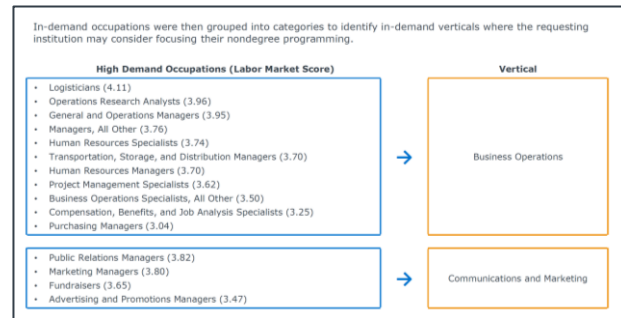 In-demand occupations were then grouped into categories to identify in-demand verticals where the requesting
institution may consider focusing their nondegree programming.
High Demand Occupations (Labor Market Score)
Vertical
• Logisticians (4.11)
• Operations Research Analysts (3.96)
• General and Operations Managers (3.95)
• Managers, All Other (3.76)
• Human Resources Specialists (3.74)
• Transportation, Storage, and Distribution Managers (3.70)
• Human Resources Managers (3.70)
• Project Management Specialists (3.62)
• Business Operations Specialists, All Other (3.50)
• Compensation, Benefits, and Job Analysis Specialists (3.25)
• Purchasing Managers (3.04)
Business Operations
• Public Relations Managers (3.82)
• Marketing Managers (3.80)
• Fundraisers (3.65)
• Advertising and Promotions Managers (3.47)
Communications and Marketing